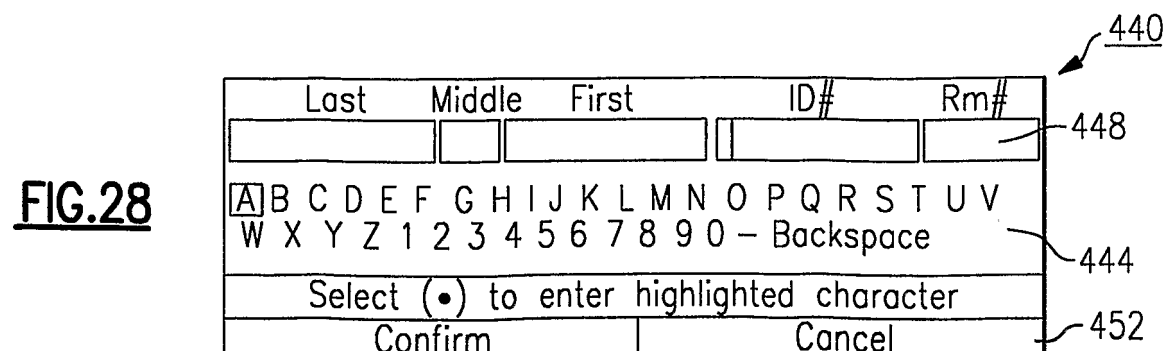 440
Last Middle First ID# Rm#
448
FIG.28
A B C D E F G H I J K L M N O P Q R S T U V
W X Y Z 1 2 3 4 5 6 7 8 9 0 – Backspace
444
Select (•) to enter highlighted character
Confirm Cancel
452